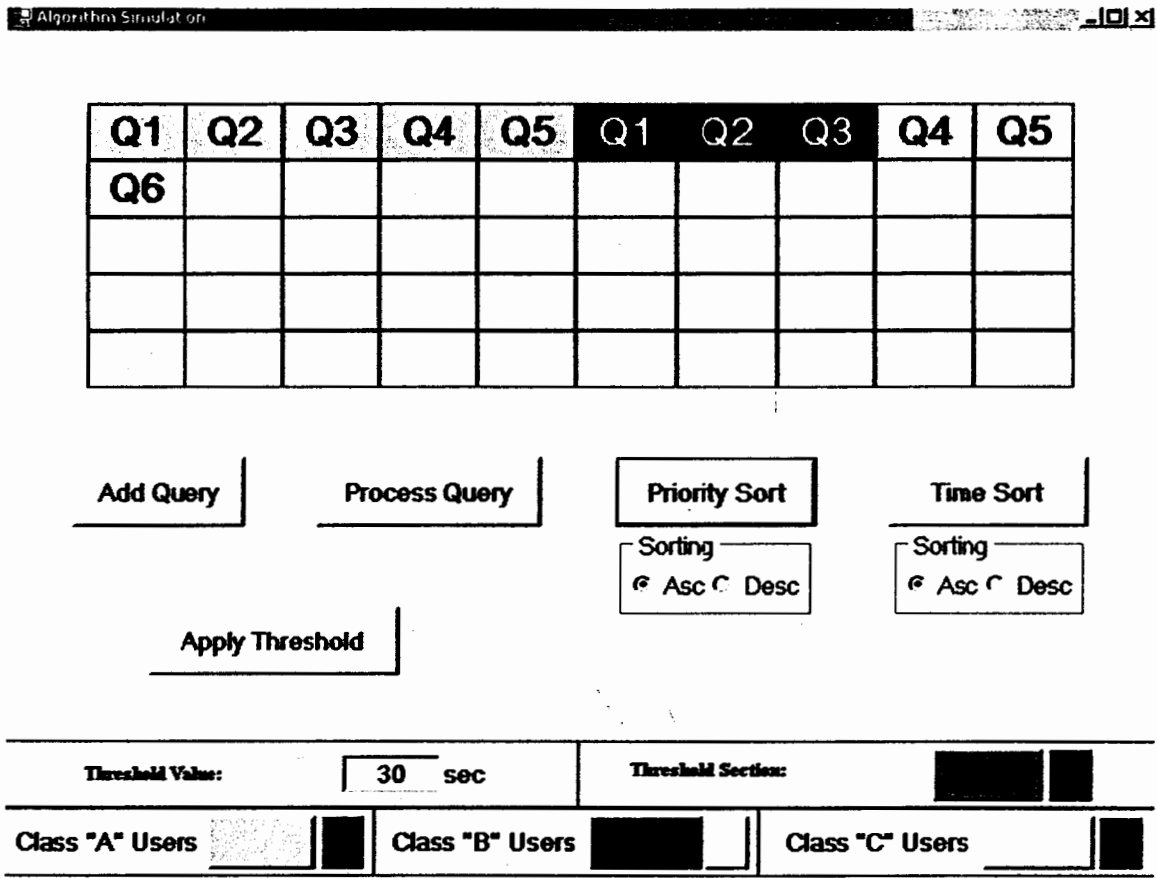 Algorithm Simulation
Q1 Q2 Q3 Q4 Q5 Q1 Q2 Q3 Q4 Q5
Q6
Add Query Process Query Priority Sort Time Sort
Sorting Sorting
Asc Desc Asc Desc
Apply Threshold
Threshold Value: 30 sec Threshold Section:
Class "A" Users Class "B" Users Class "C" Users